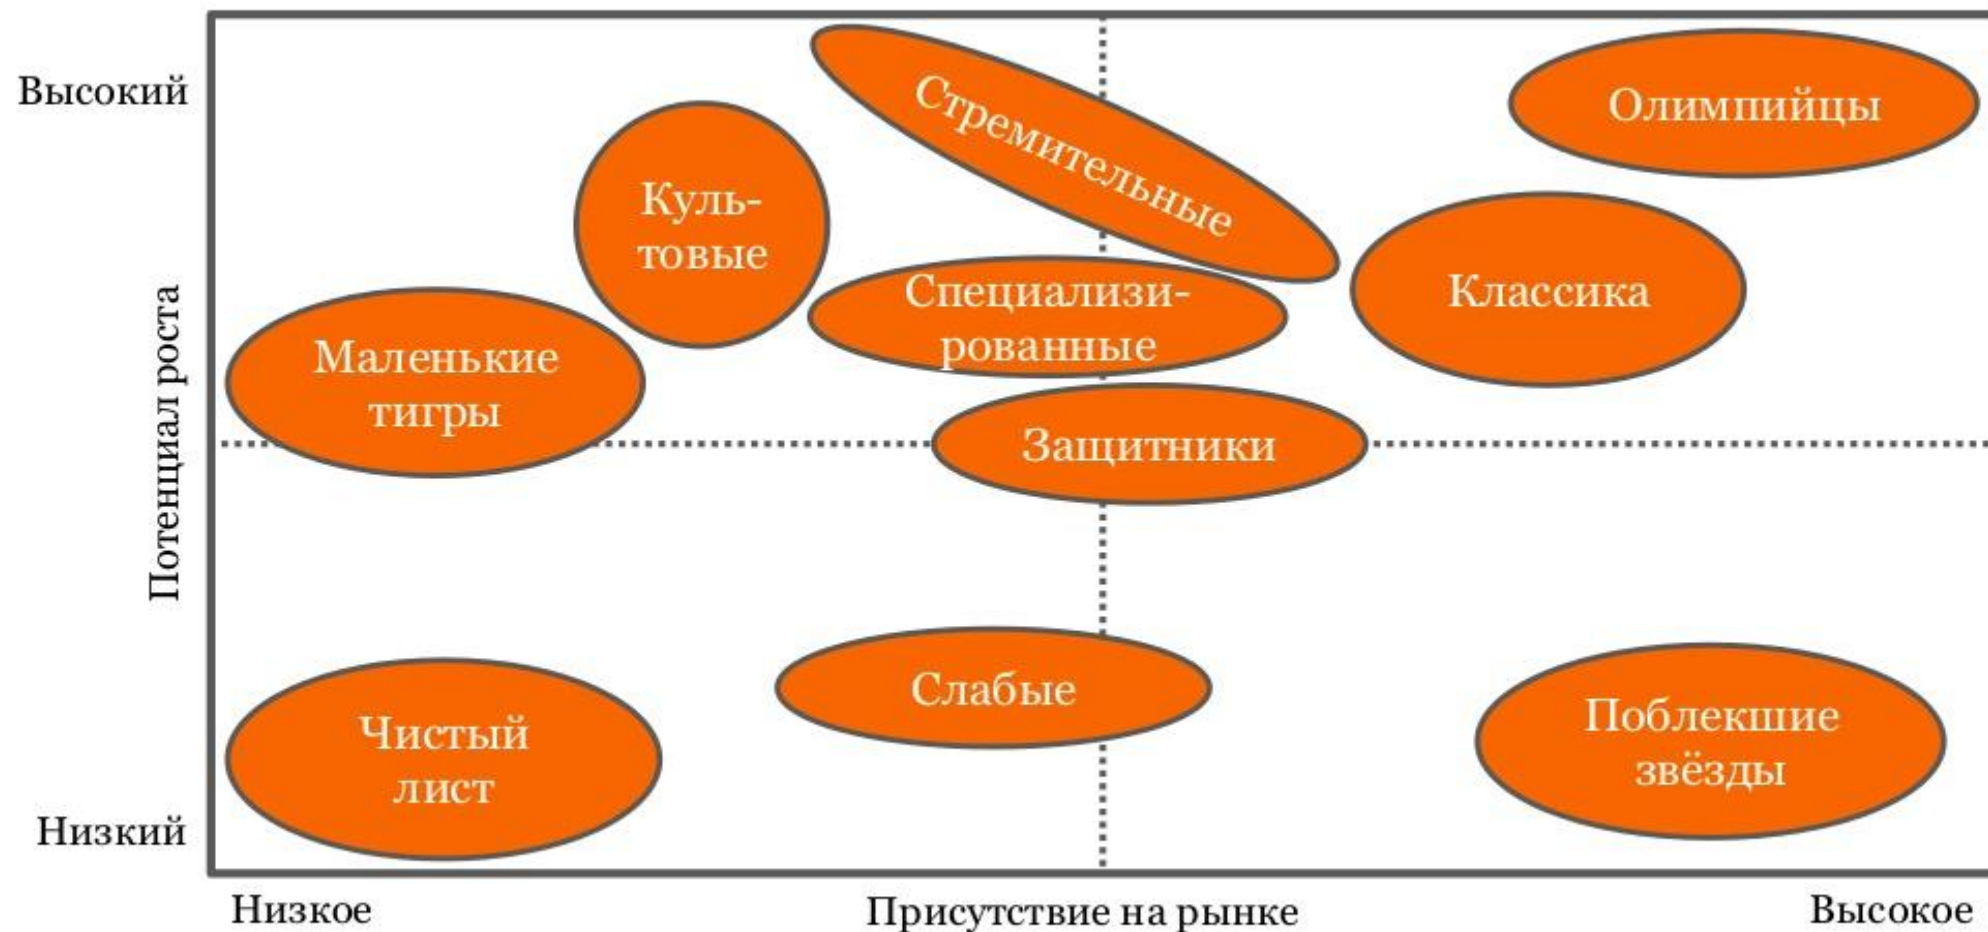 Высокий
Стремительные
Олимпийцы
Куль-
товые
Специализи-
рованные
Классика
Маленькие
тигры
Защитники
Потенциал роста
Слабые
Чистый
лист
Поблекшие
звёзды
Низкий
Низкое
Присутствие на рынке
Высокое